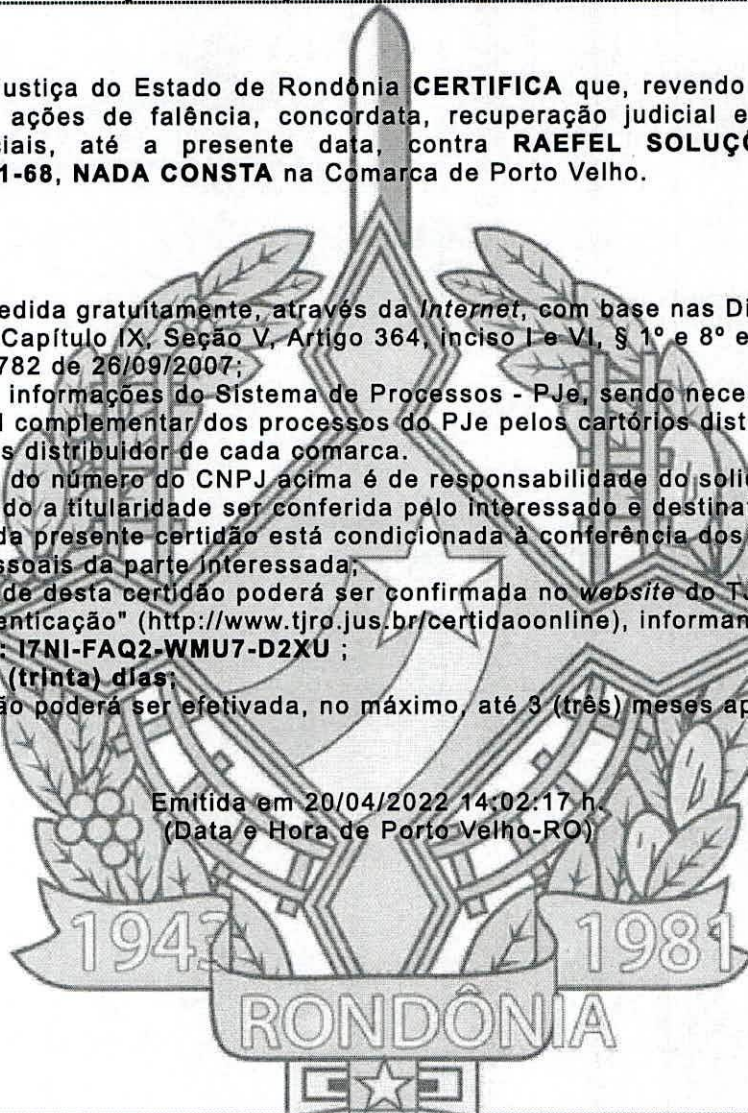 ustiça do Estado de Rondônia CERTIFICA que, revendo
ações de falência, concordata, recuperação judicial e
ciais, até a presente data, contra RAEFEL SOLUÇÕ
1-68, NADA CONSTA na Comarca de Porto Velho.
edida gratuitamente, através da Internet, com base nas Di
Capítulo IX, Seção V, Artigo 364, inciso I e VI, § 1º e 8º e
782 de 26/09/2007;
informações do Sistema de Processos - PJe, sendo nece
l complementar dos processos do PJe pelos cartórios dist
s distribuidor de cada comarca.
do número do CNPJ acima é de responsabilidade do solic
do a titularidade ser conferida pelo interessado e destinat
da presente certidão está condicionada à conferência dos
ssoais da parte interessada;
de desta certidão poderá ser confirmada no website do TJ
enticação" (http://www.tjro.jus.br/certidaoonline), informan
: I7NI-FAQ2-WMU7-D2XU ;
(trinta) dias;
ão poderá ser efetivada, no máximo, até 3 (três) meses ap
Emitida em 20/04/2022 14:02:17 h.
(Data e Hora de Porto Velho-RO)
1943 1981
RONDÔNIA